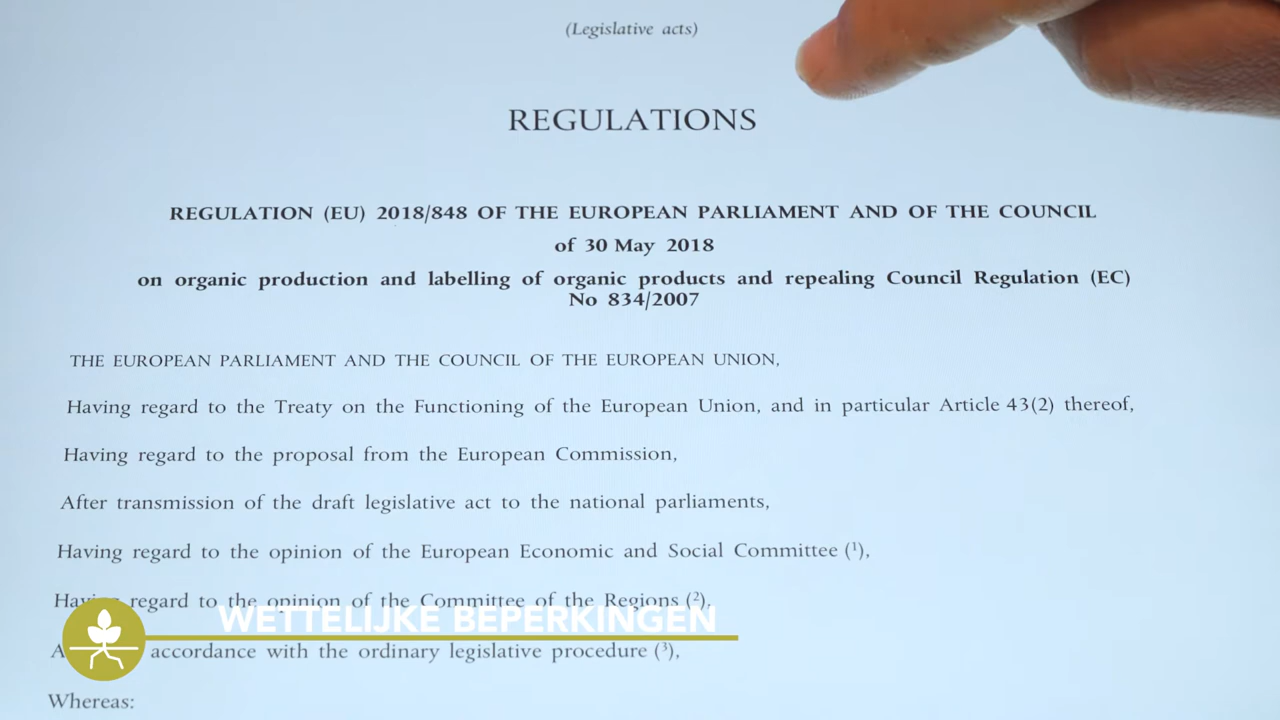 (Legislative acts)
REGULATIONS
REGULATION (EU) 2018/848 OF THE EUROPEAN PARLIAMENT AND OF THE COUNCIL
of 30 May 2018
on organic production and labelling of organic products and repealing Council Regulation (EC)
No 834/2007
THE EUROPEAN PARLIAMENT AND THE COUNCIL OF THE EUROPEAN UNION,
Having regard to the Treaty on the Functioning of the European Union, and in particular Article 43(2) thereof,
Having regard to the proposal from the European Commission,
After transmission of the draft legislative act to the national parliaments,
Having regard to the opinion of the European Economic and Social Committee (¹),
Having regard to the opinion of the Committee of the Regions (²),
WETTELIJKE BEPERKINGEN
accordance with the ordinary legislative procedure (³),
Whereas: